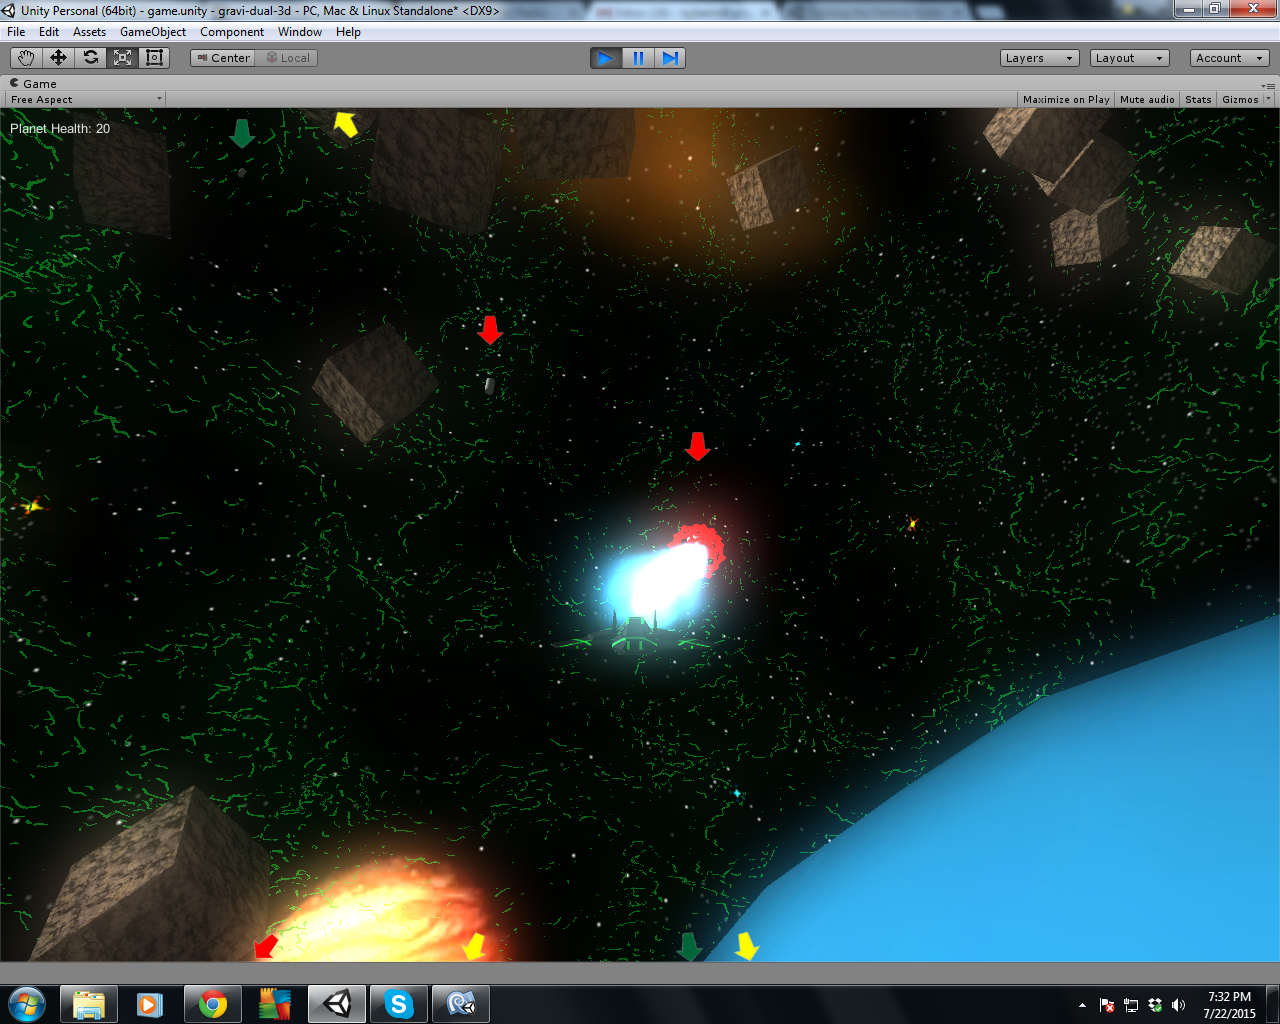 Unity Personal (64bit) - game.unity - gravi-dual-3d - PC, Mac & Linux Standalone* <DX9>
File Edit Assets GameObject Component Window Help
Center Local Layers Layout Account
Game
Free Aspect Maximize on Play Mute audio Stats Gizmos
Planet Health: 20
7:32 PM
7/22/2015